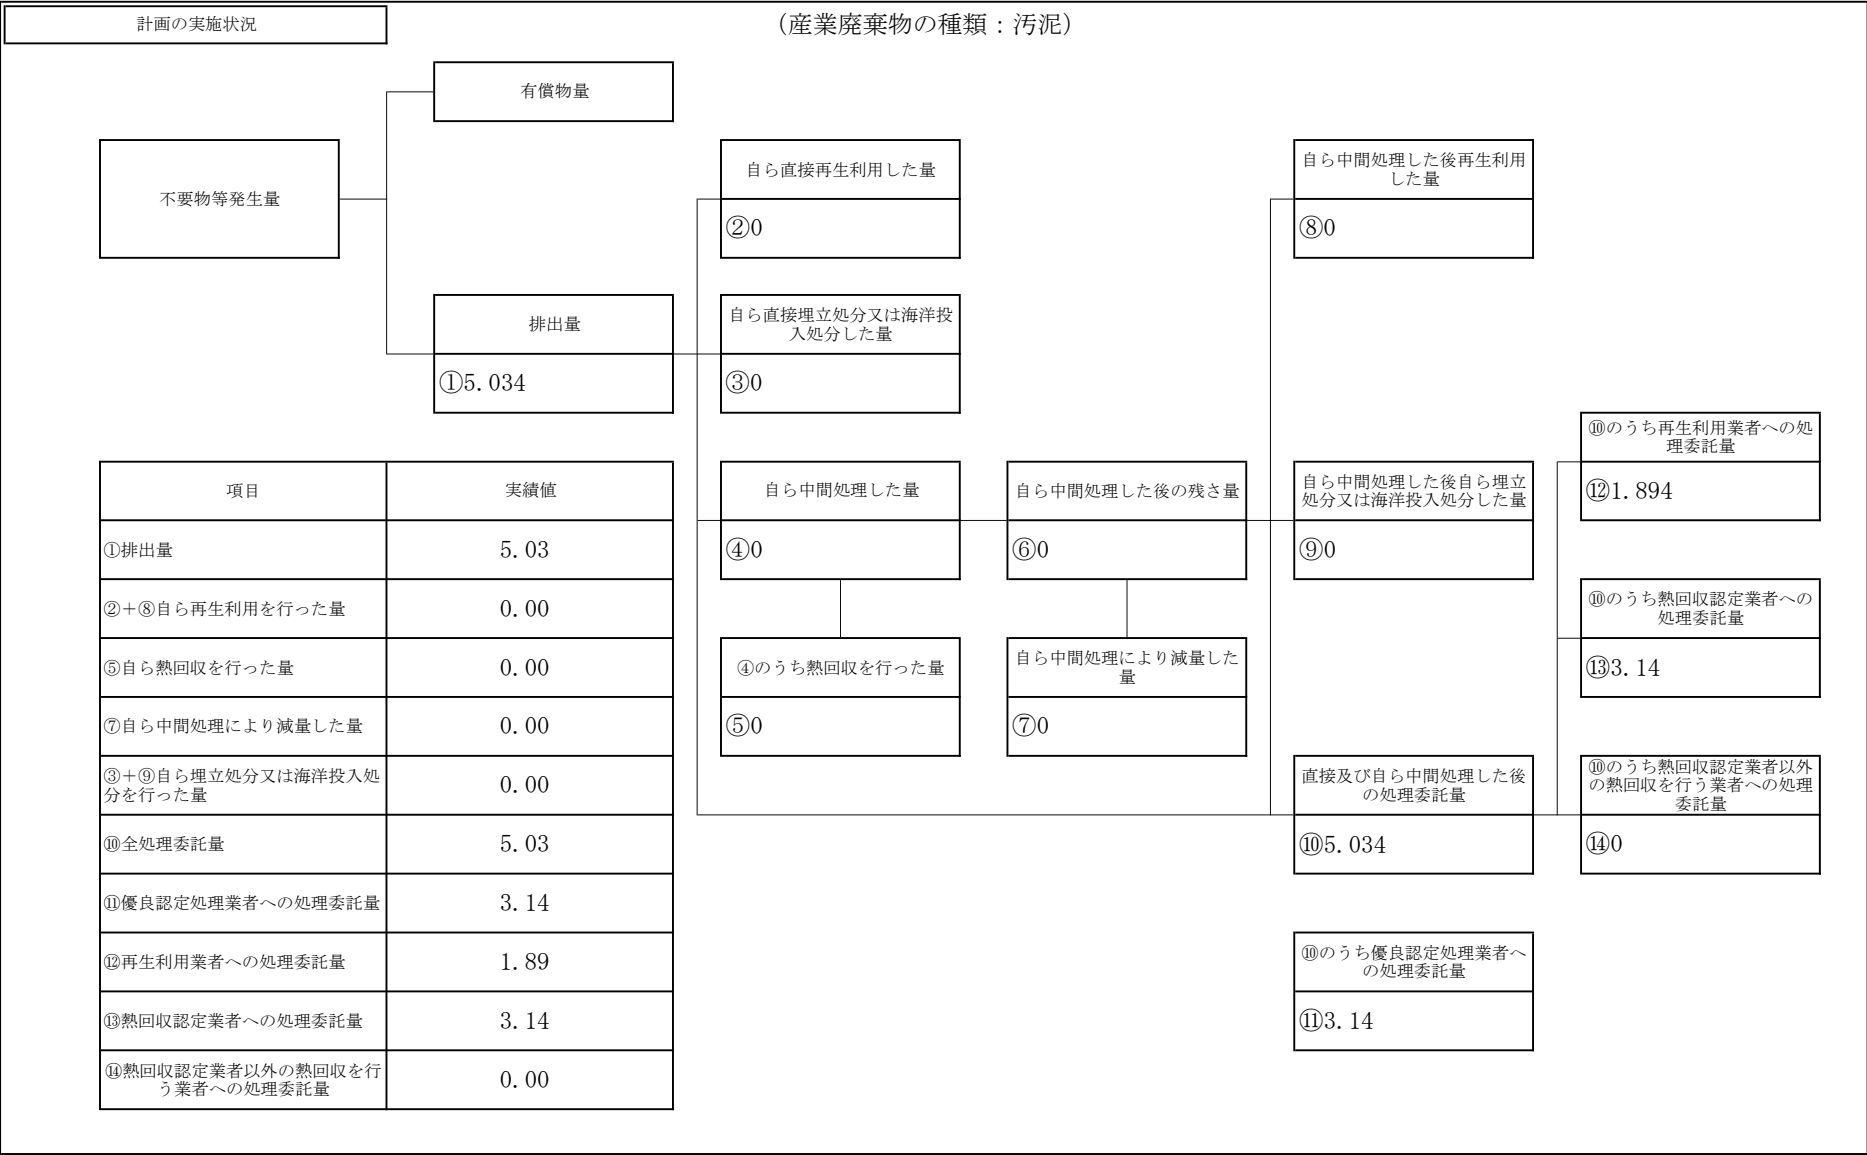 計画の実施状況
（産業廃棄物の種類：汚泥）
有償物量
不要物等発生量
排出量
①5.034
自ら直接再生利用した量
②0
自ら直接埋立処分又は海洋投
入処分した量
③0
自ら中間処理した後再生利用
した量
⑧0
項目
実績値
①排出量
5.03
②＋⑧自ら再生利用を行った量
0.00
⑤自ら熱回収を行った量
0.00
⑦自ら中間処理により減量した量
0.00
③＋⑨自ら埋立処分又は海洋投入処
分を行った量
0.00
⑩全処理委託量
5.03
⑪優良認定処理業者への処理委託量
3.14
⑫再生利用業者への処理委託量
1.89
⑬熱回収認定業者への処理委託量
3.14
⑭熱回収認定業者以外の熱回収を行
う業者への処理委託量
0.00
自ら中間処理した量
④0
④のうち熱回収を行った量
⑤0
自ら中間処理した後の残さ量
⑥0
自ら中間処理により減量した
量
⑦0
自ら中間処理した後自ら埋立
処分又は海洋投入処分した量
⑨0
直接及び自ら中間処理した後
の処理委託量
⑩5.034
⑩のうち優良認定処理業者へ
の処理委託量
⑪3.14
⑩のうち再生利用業者への処
理委託量
⑫1.894
⑩のうち熱回収認定業者への
処理委託量
⑬3.14
⑩のうち熱回収認定業者以外
の熱回収を行う業者への処理
委託量
⑭0